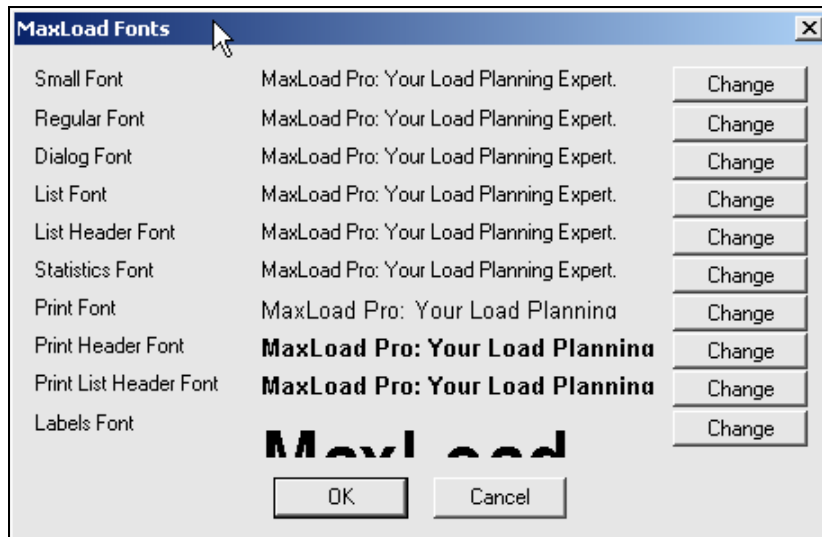 MaxLoad Fonts
Small Font MaxLoad Pro: Your Load Planning Expert. Change
Regular Font MaxLoad Pro: Your Load Planning Expert. Change
Dialog Font MaxLoad Pro: Your Load Planning Expert. Change
List Font MaxLoad Pro: Your Load Planning Expert. Change
List Header Font MaxLoad Pro: Your Load Planning Expert. Change
Statistics Font MaxLoad Pro: Your Load Planning Expert. Change
Print Font MaxLoad Pro: Your Load Planning Change
Print Header Font MaxLoad Pro: Your Load Planning Change
Print List Header Font MaxLoad Pro: Your Load Planning Change
Labels Font MaxLoad Change
OK Cancel